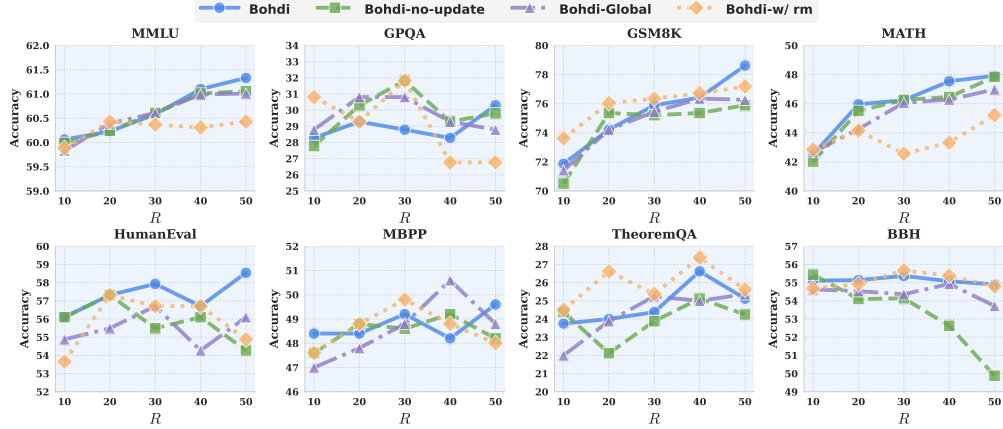 Bohdi Bohdi-no-update Bohdi-Global Bohdi-w/ rm
MMLU GPQA GSM8K MATH
Accuracy
62.0
61.5
61.0
60.5
60.0
59.5
59.0
10 20 30 40 50
R
Accuracy
34
33
32
31
30
29
28
27
26
25
10 20 30 40 50
R
Accuracy
80
78
76
74
72
70
10 20 30 40 50
R
Accuracy
50
48
46
44
42
40
10 20 30 40 50
R
HumanEval MBPP TheoremQA BBH
Accuracy
60
59
58
57
56
55
54
53
52
10 20 30 40 50
R
Accuracy
52
51
50
49
48
47
46
10 20 30 40 50
R
Accuracy
28
27
26
25
24
23
22
21
20
10 20 30 40 50
R
Accuracy
57
56
55
54
53
52
51
50
49
10 20 30 40 50
R